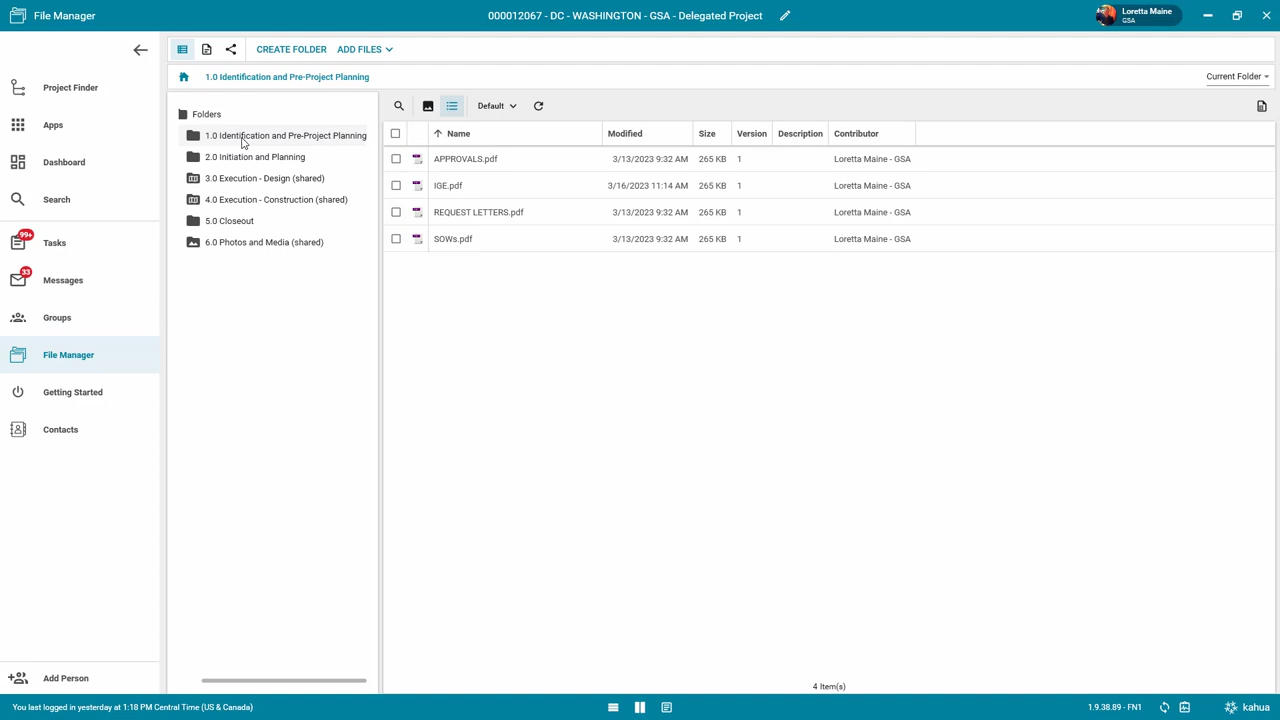 File Manager
000012067 - DC - WASHINGTON - GSA - Delegated Project
Loretta Maine
GSA
CREATE FOLDER ADD FILES
1.0 Identification and Pre-Project Planning
Current Folder
Project Finder
Apps
Dashboard
Search
99+
Tasks
33
Messages
Groups
File Manager
Getting Started
Contacts
Add Person
Folders
1.0 Identification and Pre-Project Planning
2.0 Initiation and Planning
3.0 Execution - Design (shared)
4.0 Execution - Construction (shared)
5.0 Closeout
6.0 Photos and Media (shared)
Default
Name Modified Size Version Description Contributor
APPROVALS.pdf 3/13/2023 9:32 AM 265 KB 1 Loretta Maine - GSA
IGE.pdf 3/16/2023 11:14 AM 265 KB 1 Loretta Maine - GSA
REQUEST LETTERS.pdf 3/13/2023 9:32 AM 265 KB 1 Loretta Maine - GSA
SOWs.pdf 3/13/2023 9:32 AM 265 KB 1 Loretta Maine - GSA
4 Item(s)
You last logged in yesterday at 1:18 PM Central Time (US & Canada)
1.9.38.89 - FN1
kahua